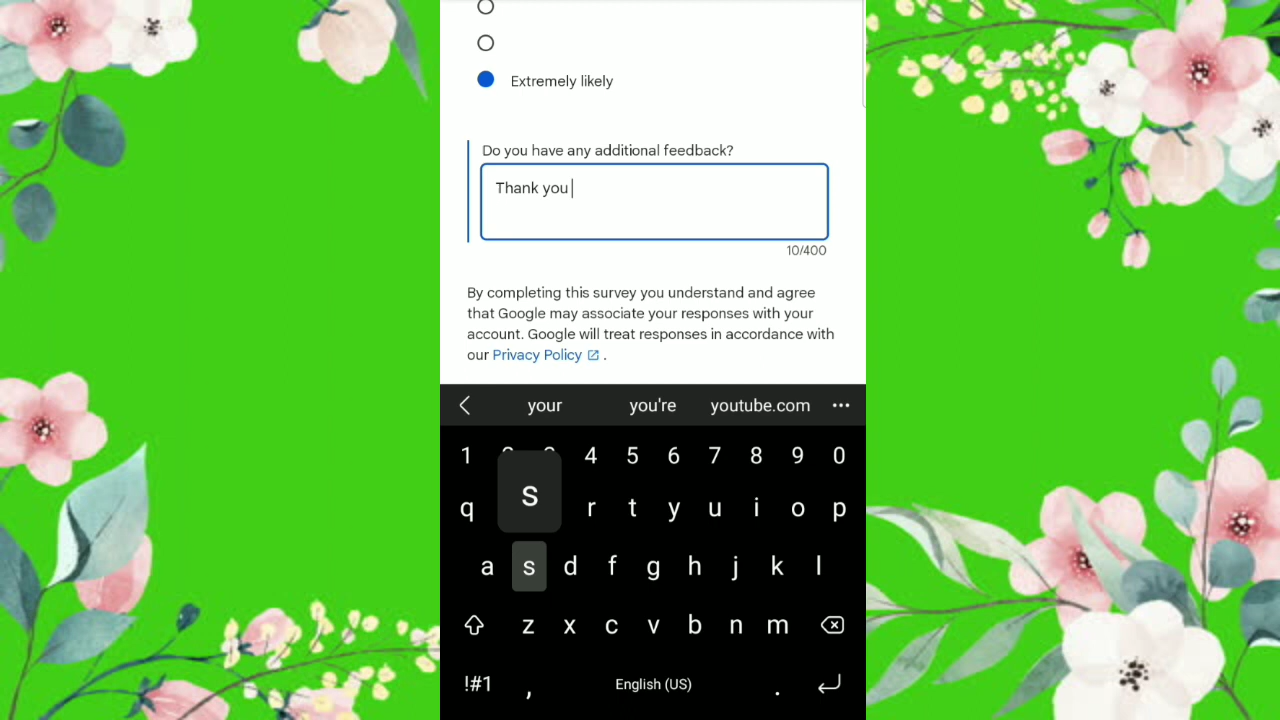 Extremely likely
Do you have any additional feedback?
Thank you
10/400
By completing this survey you understand and agree
that Google may associate your responses with your
account. Google will treat responses in accordance with
our Privacy Policy .
your you're youtube.com
1 4 5 6 7 8 9 0
s
q r t y u i o p
a s d f g h j k l
z x c v b n m
!#1 , English (US) .